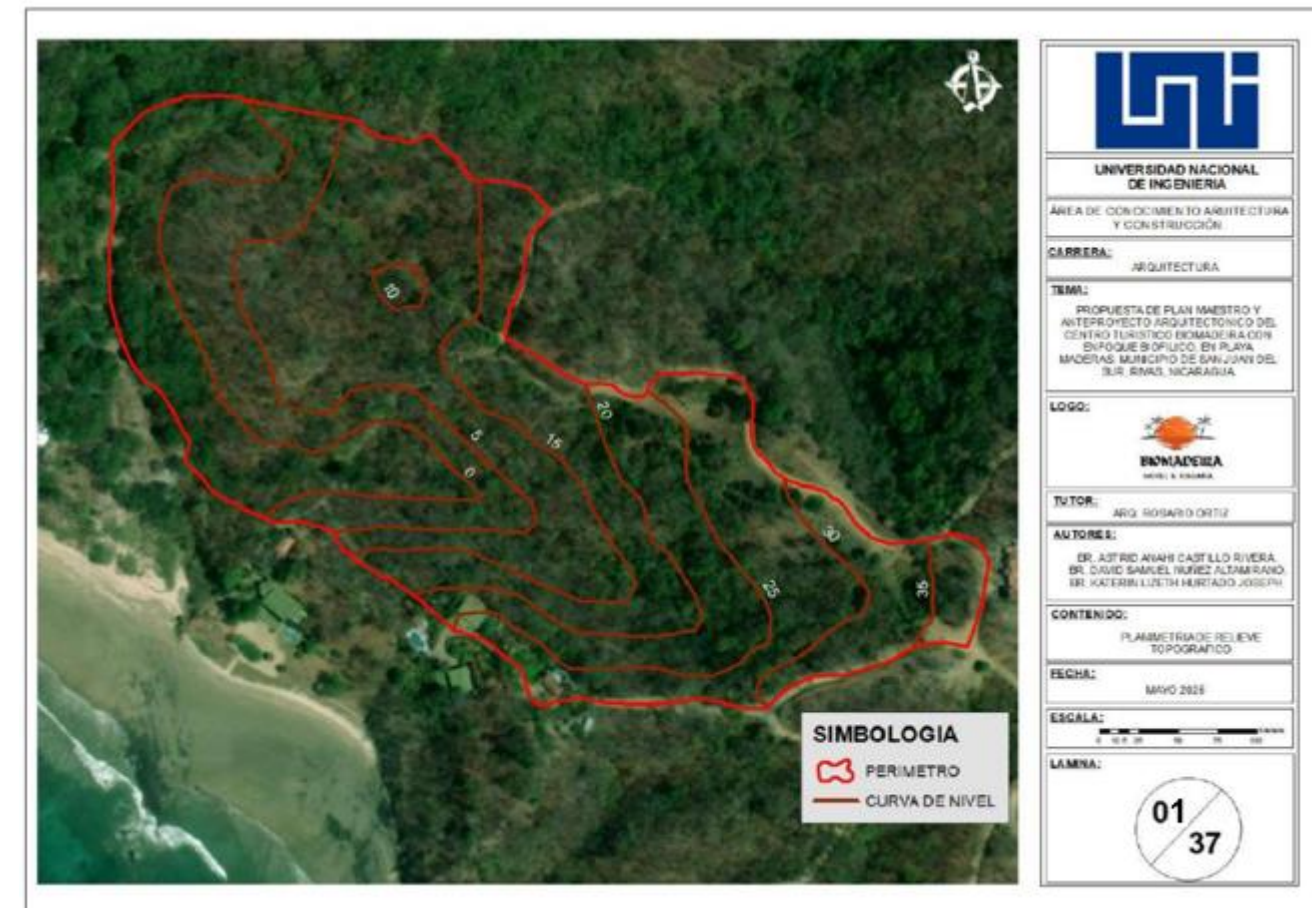 10
5
0
15
20
25
30
35
SIMBOLOGIA
PERIMETRO
CURVA DE NIVEL
UNIVERSIDAD NACIONAL
DE INGENIERIA
ÁREA DE CONOCIMIENTO ARQUITECTURA
Y CONSTRUCCIÓN
CARRERA:
ARQUITECTURA
TEMA:
PROPUESTA DE PLAN MAESTRO Y
ANTEPROYECTO ARQUITECTONICO DEL
CENTRO TURISTICO BIOMADEIRA CON
ENFOQUE BIOFILICO, EN PLAYA
MADERAS, MUNICIPIO DE SAN JUAN DEL
SUR, RIVAS, NICARAGUA.
LOGO:
BIOMADEIRA
TUTOR:
ARQ. ROSARIO ORTIZ
AUTORES:
BR. ASTRID ANAHI CASTILLO RIVERA.
BR. DAVID SAMUEL NUÑEZ ALTAMIRANO.
BR. KATERIN LIZETH HURTADO JOSEPH
CONTENIDO:
PLANIMETRIA DE RELIEVE
TOPOGRAFICO
FECHA:
MAYO 2025
ESCALA:
LAMINA:
01
37